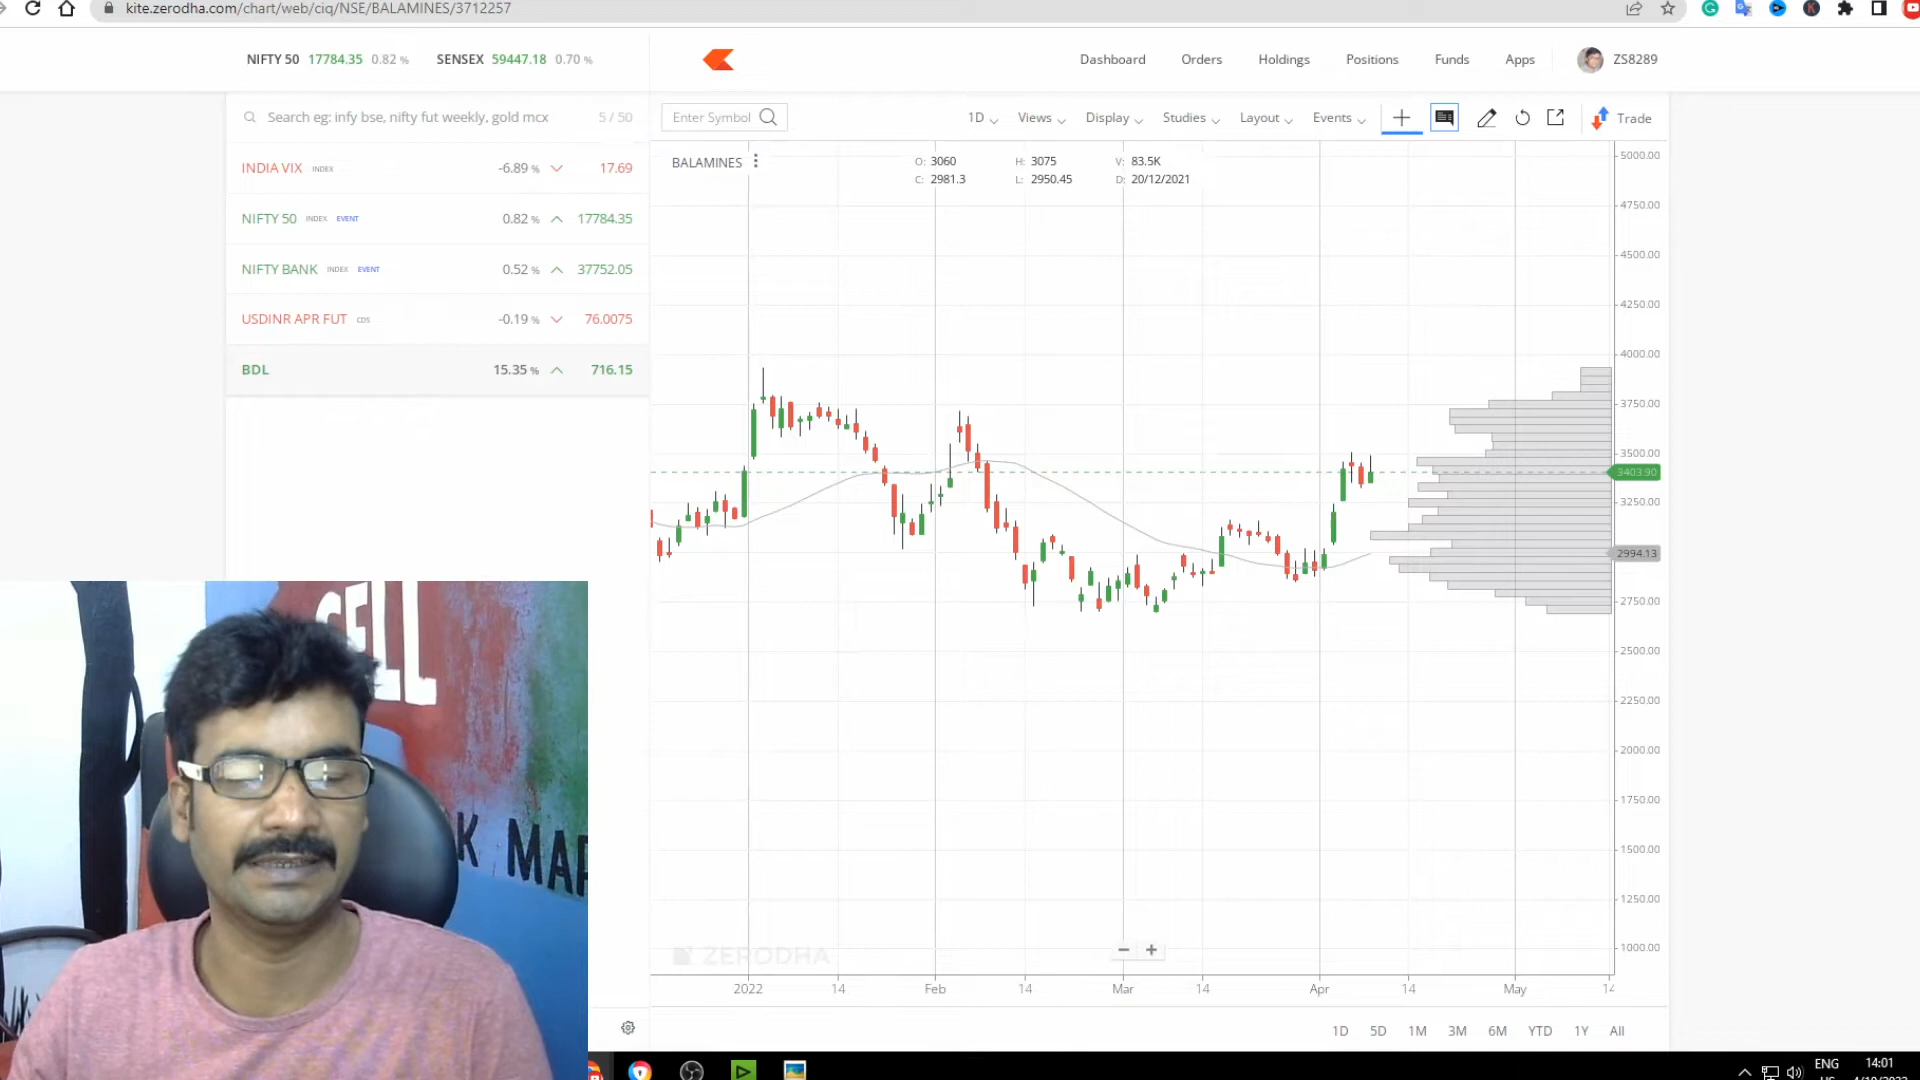 kite.zerodha.com/chart/web/ciq/NSE/BALAMINES/3712257
NIFTY 50 17784.35 0.82 % SENSEX 59447.18 0.70 %
Dashboard Orders Holdings Positions Funds Apps ZS8289
Search eg: infy bse, nifty fut weekly, gold mcx 5 / 50
Enter Symbol 1D Views Display Studies Layout Events Trade
INDIA VIX INDEX -6.89 % 17.69
NIFTY 50 INDEX EVENT 0.82 % 17784.35
NIFTY BANK INDEX EVENT 0.52 % 37752.05
USDINR APR FUT CDS -0.19 % 76.0075
BDL 15.35 % 716.15
BALAMINES O: 3060 H: 3075 V: 83.5K
C: 2981.3 L: 2950.45 D: 20/12/2021
5000.00
4750.00
4500.00
4250.00
4000.00
3750.00
3500.00
3403.90
3250.00
2994.13
2750.00
2500.00
2250.00
2000.00
1750.00
1500.00
1250.00
1000.00
ZERODHA
2022 14 Feb 14 Mar 14 Apr 14 May 14
1D 5D 1M 3M 6M YTD 1Y All
ENG 14:01